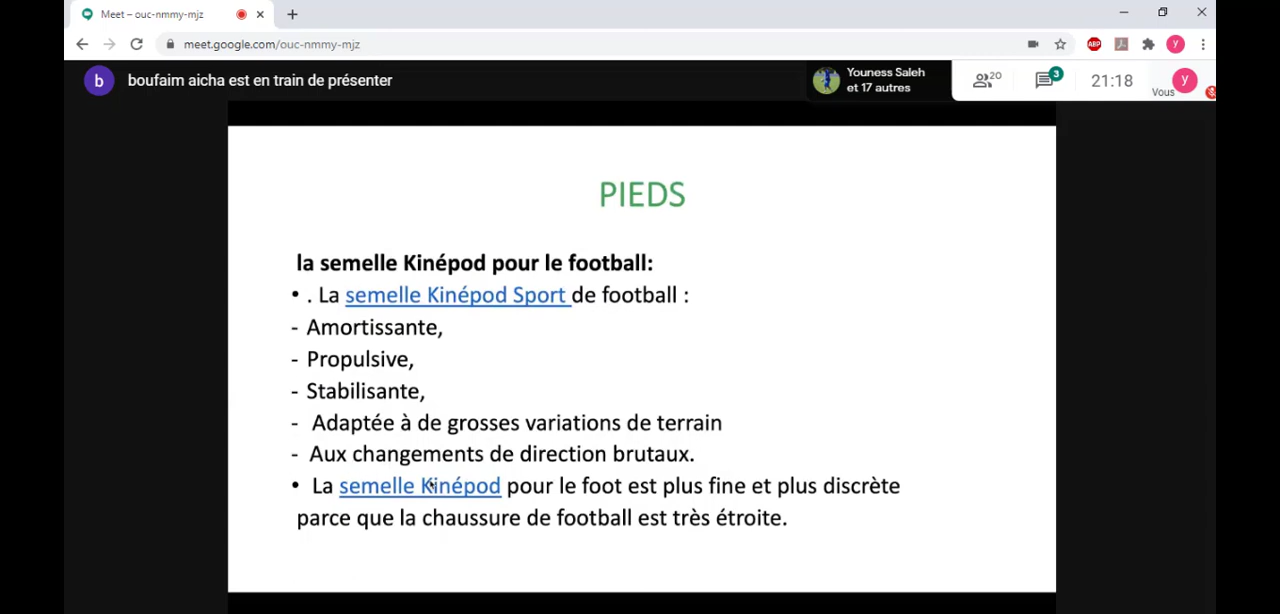 Meet – ouc-nmmy-mjz
meet.google.com/ouc-nmmy-mjz
ABP
y
b
boufaim aicha est en train de présenter
Youness Saleh
et 17 autres
20
3
21:18
Vous
y
PIEDS
la semelle Kinépod pour le football:
• . La semelle Kinépod Sport de football :
- Amortissante,
- Propulsive,
- Stabilisante,
- Adaptée à de grosses variations de terrain
- Aux changements de direction brutaux.
• La semelle Kinépod pour le foot est plus fine et plus discrète
parce que la chaussure de football est très étroite.